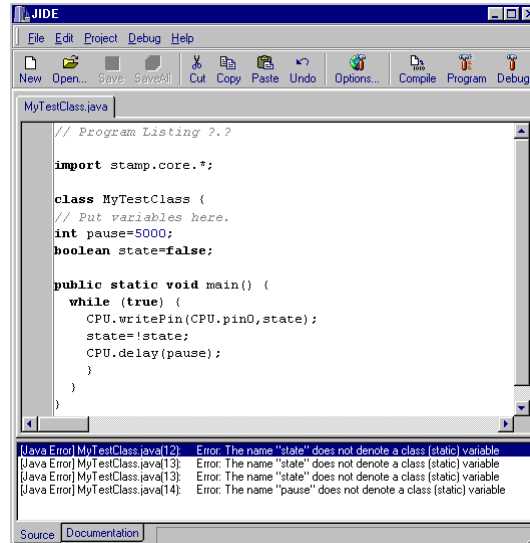 JIDE
File Edit Project Debug Help
New Open... Save SaveAll Cut Copy Paste Undo Options... Compile Program Debug
MyTestClass.java
// Program Listing ?.?
import stamp.core.*;
class MyTestClass {
// Put variables here.
int pause=5000;
boolean state=false;
public static void main() {
while (true) {
CPU.writePin(CPU.pin0,state);
state=!state;
CPU.delay(pause);
}
}
}
[Java Error] MyTestClass.java(12): Error: The name "state" does not denote a class (static) variable
[Java Error] MyTestClass.java(13): Error: The name "state" does not denote a class (static) variable
[Java Error] MyTestClass.java(13): Error: The name "state" does not denote a class (static) variable
[Java Error] MyTestClass.java(14): Error: The name "pause" does not denote a class (static) variable
Source Documentation